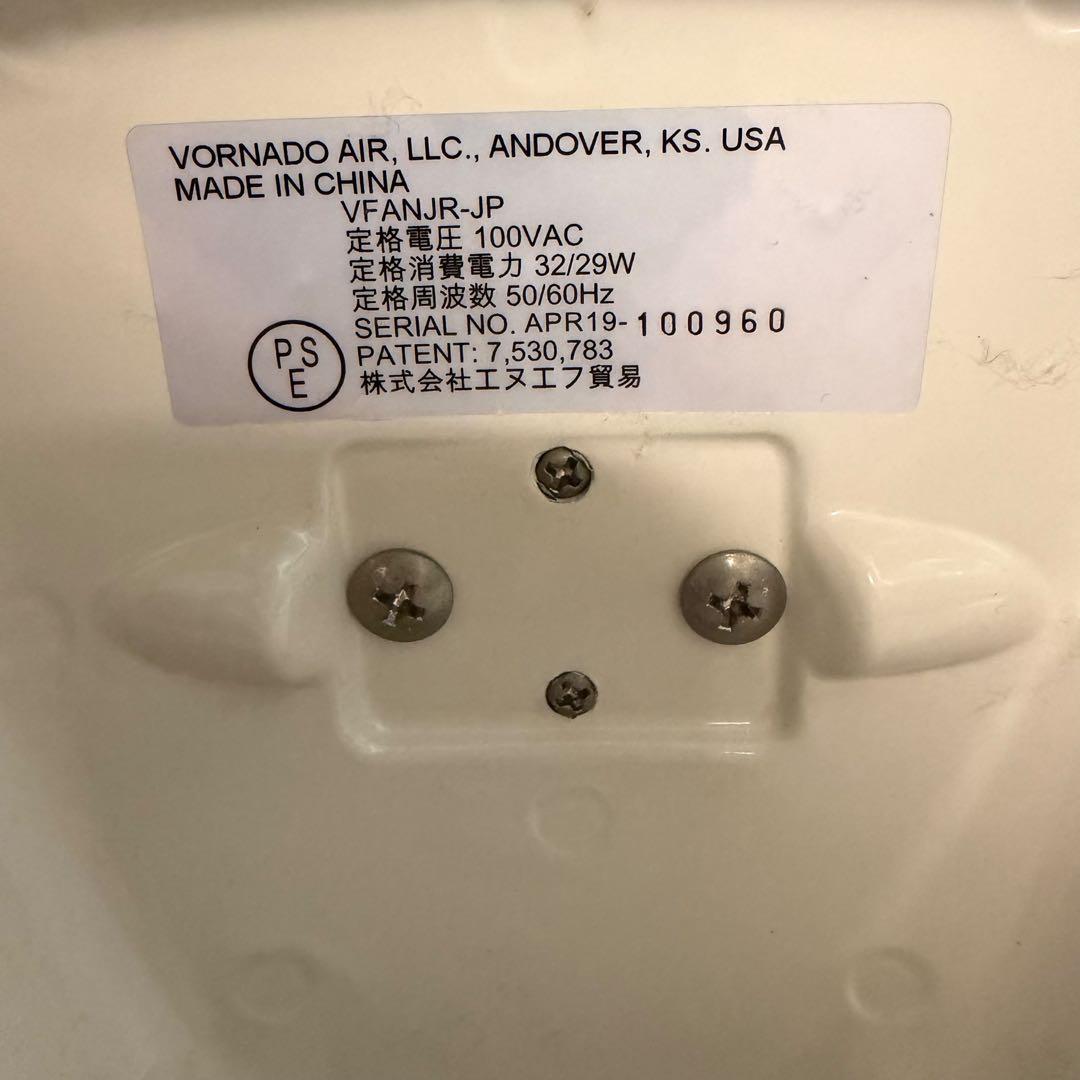 VORNADO AIR, LLC., ANDOVER, KS. USA
MADE IN CHINA
VFANJR-JP
定格電圧 100VAC
定格消費電力 32/29W
定格周波数 50/60Hz
SERIAL NO. APR19-100960
PATENT: 7,530,783
株式会社エヌエフ貿易
PS
E